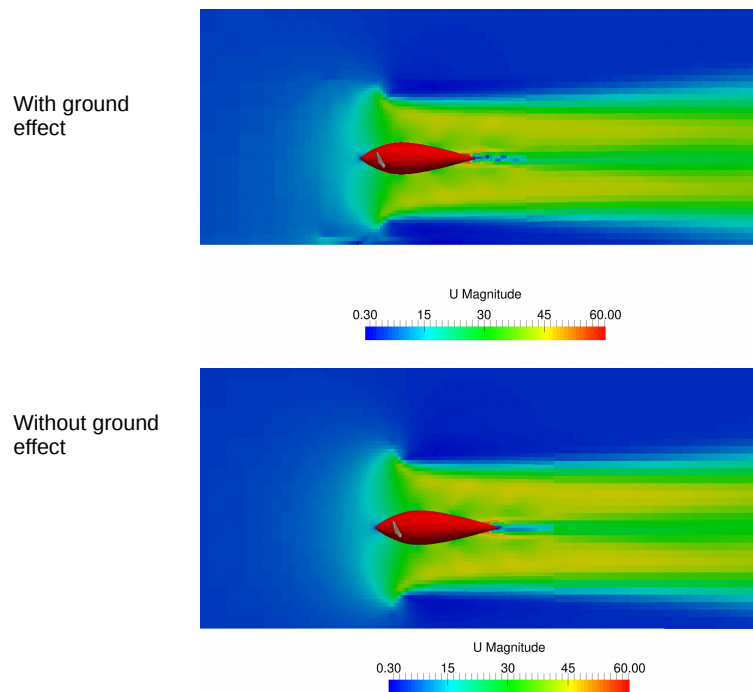 With ground
effect
U Magnitude
0.30 15 30 45 60.00
Without ground
effect
U Magnitude
0.30 15 30 45 60.00